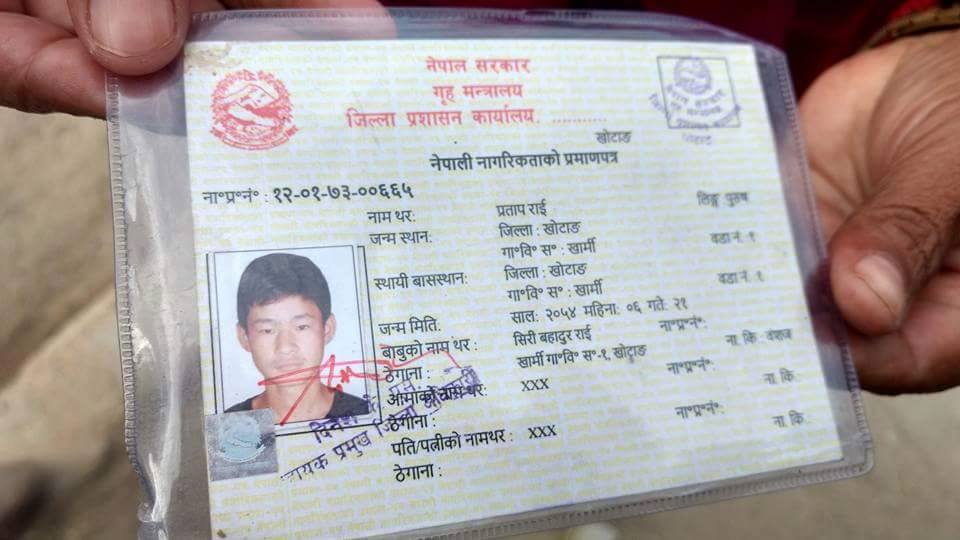 नेपाल सरकार
गृह मन्त्रालय
जिल्ला प्रशासन कार्यालय, ..........
खोटाङ
नेपाली नागरिकताको प्रमाणपत्र
ना॰प्र॰नं॰ : १२-०१-७३-००६६५ लिङ्ग पुरुष
नाम थर: प्रताप राई
जन्म स्थान: जिल्ला : खोटाङ
गा॰वि॰ स॰ : खार्मी वडा नं. १
स्थायी बासस्थान: जिल्ला : खोटाङ
गा॰वि॰ स॰ : खार्मी वडा नं. १
जन्म मिति: साल: २०५४ महिना: ०६ गते: २१
बाबुको नाम थर : सिरी बहादुर राई ना॰प्र॰नं॰:
ठेगाना : खार्मी गा॰वि॰ स॰-१, खोटाङ ना. कि : वंशज
आमाको नाम थर: XXX ना॰प्र॰नं॰:
ठेगाना : ना. कि :
पति/पत्नीको नामथर : XXX ना॰प्र॰नं॰:
ठेगाना : ना. कि :
प्रमुख जिल्ला